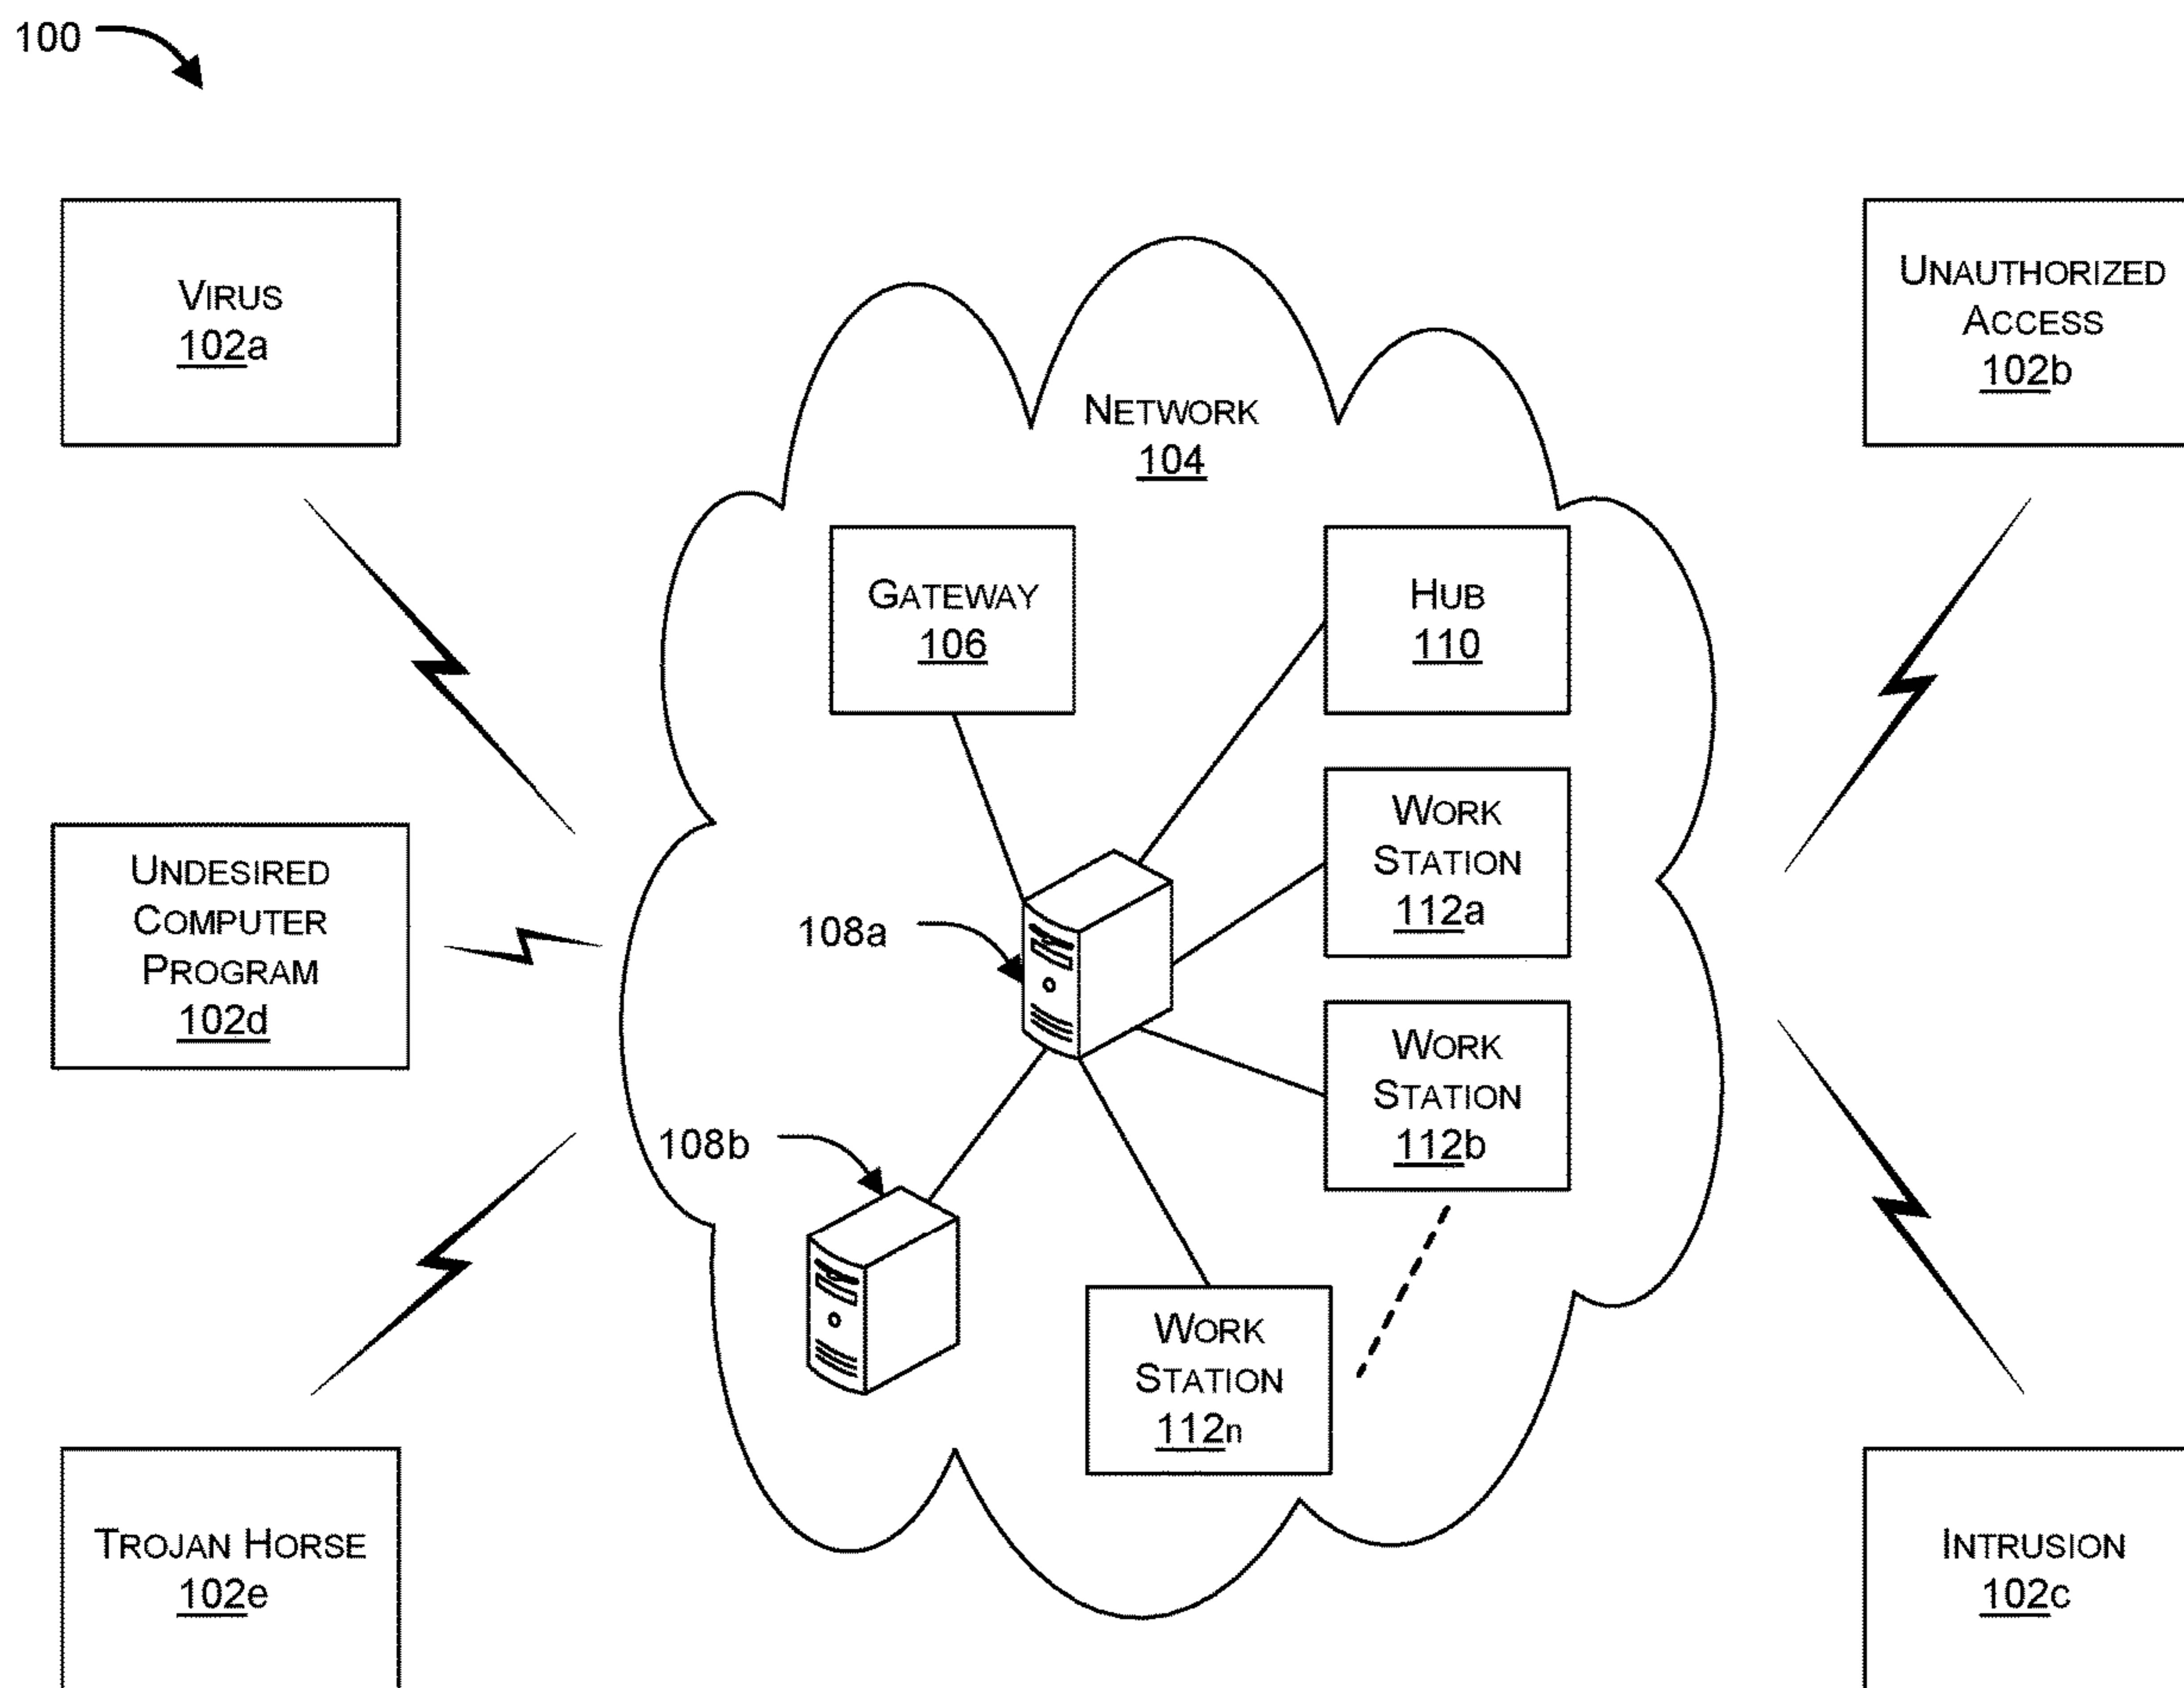 100
VIRUS
102a
UNAUTHORIZED
ACCESS
102b
NETWORK
104
GATEWAY
106
HUB
110
WORK
STATION
112a
108a
UNDESIRED
COMPUTER
PROGRAM
102d
WORK
STATION
112b
108b
WORK
STATION
112n
TROJAN HORSE
102e
INTRUSION
102c